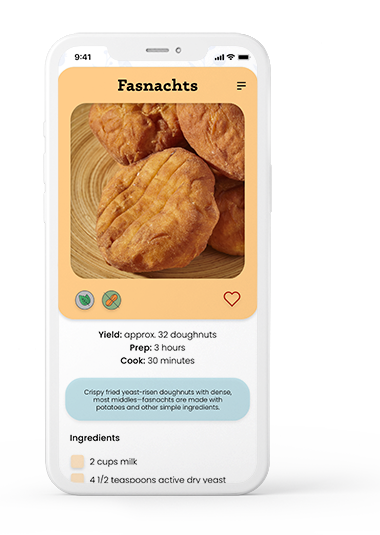 9:41
Fasnachts
Yield: approx. 32 doughnuts
Prep: 3 hours
Cook: 30 minutes
Crispy fried yeast-risen doughnuts with dense,
most middles—fasnochts are made with
potatoes and other simple ingredients.
Ingredients
2 cups milk
4 1/2 teaspoons active dry yeast